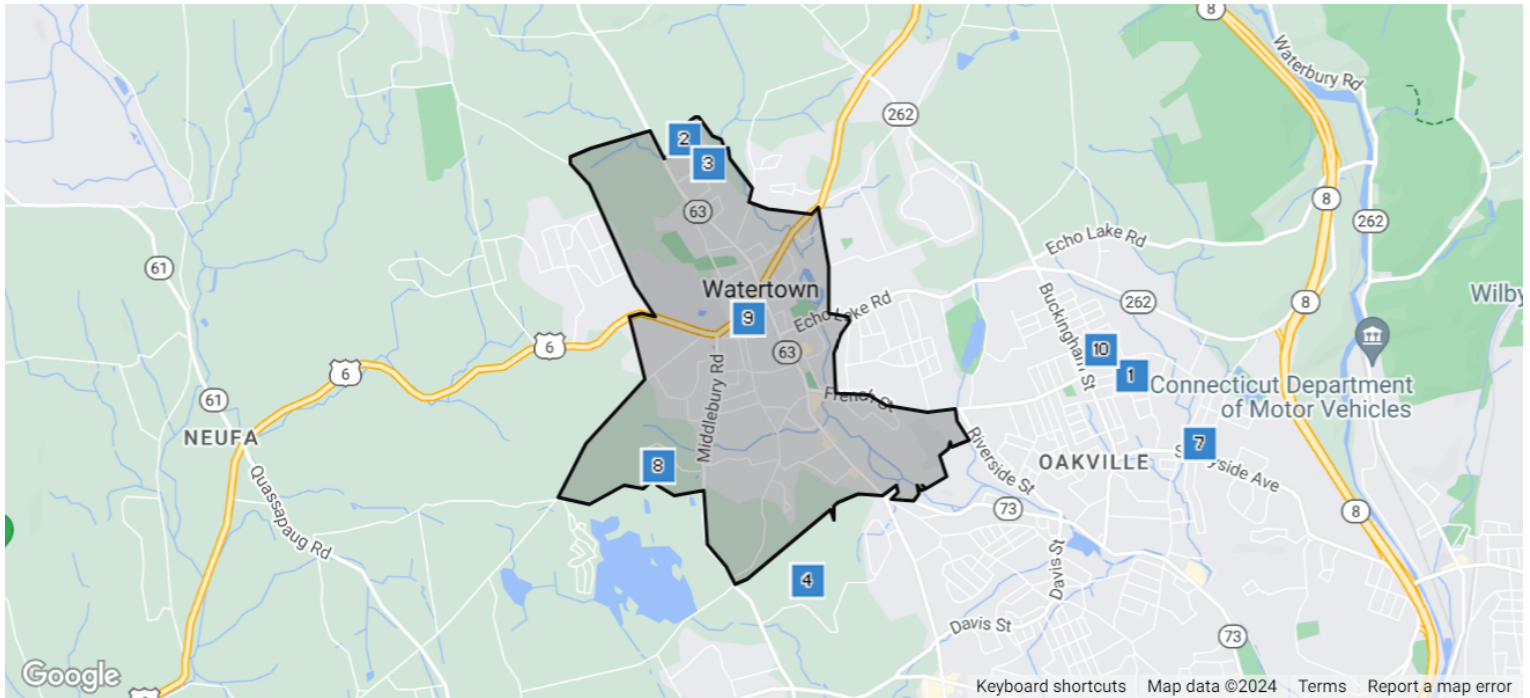 8
Waterbury Rd
262
2
3
63
8
262
Echo Lake Rd
61
Watertown
Buckingham St
262
8
Wilby
9
Echo Lake Rd
6
63
10
6
1
Connecticut Department
of Motor Vehicles
61
French St
NEUFA
Middlebury Rd
7
8
OAKVILLE
Riverside St
Quassapaug Rd
73
8
Davis St
4
Davis St
73
8
Google
Keyboard shortcuts Map data ©2024 Terms Report a map error